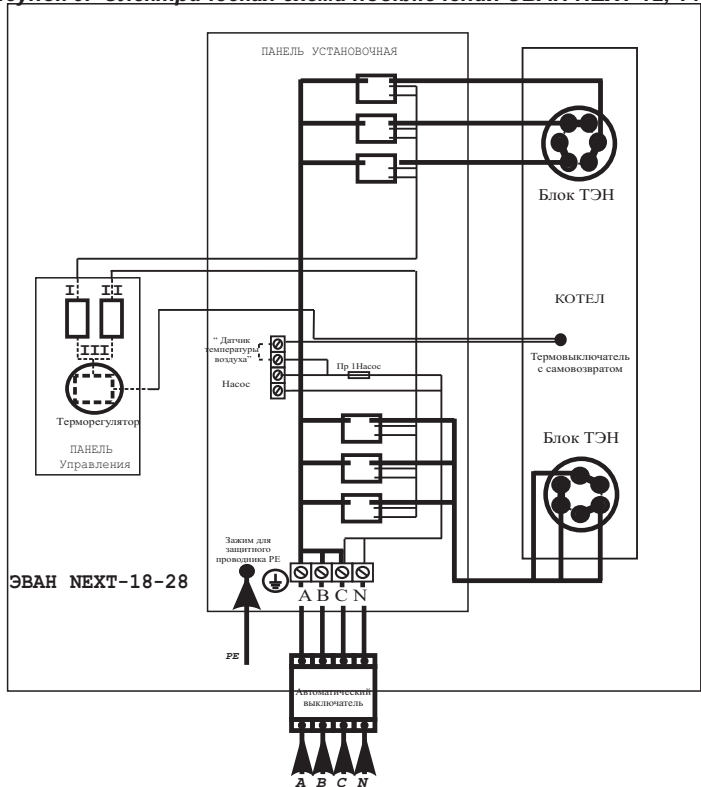 ПАНЕЛЬ УСТАНОВОЧНАЯ
Блок ТЭН
I II
III
Терморегулятор
ПАНЕЛЬ
Управления
КОТЕЛ
Термовыключатель
с самовозвратом
“ Датчик
температуры
воздуха”
Пр 1Насос
Насос
Блок ТЭН
Зажим для
защитного
проводника PE
ЭВАН NEXT-18-28
A B C N
PE
Автоматический
выключатель
A B C N